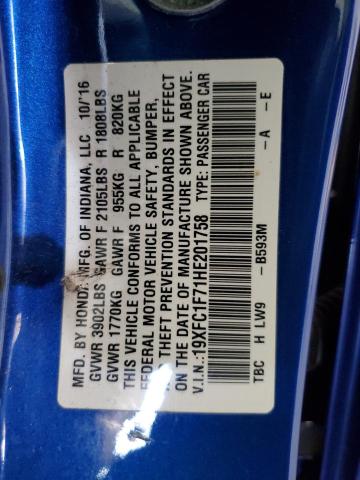 MFD. BY HONDA MFG. OF INDIANA, LLC 10/'16
GVWR 3902LBS GAWR F 2105LBS R 1808LBS
GVWR 1770KG GAWR F 955KG R 820KG
THIS VEHICLE CONFORMS TO ALL APPLICABLE
FEDERAL MOTOR VEHICLE SAFETY, BUMPER,
THEFT PREVENTION STANDARDS IN EFFECT
ON THE DATE OF MANUFACTURE SHOWN ABOVE.
V.I.N.:19XFC1F71HE201758 TYPE: PASSENGER CAR
TBC H LW9 -B593M -A -E